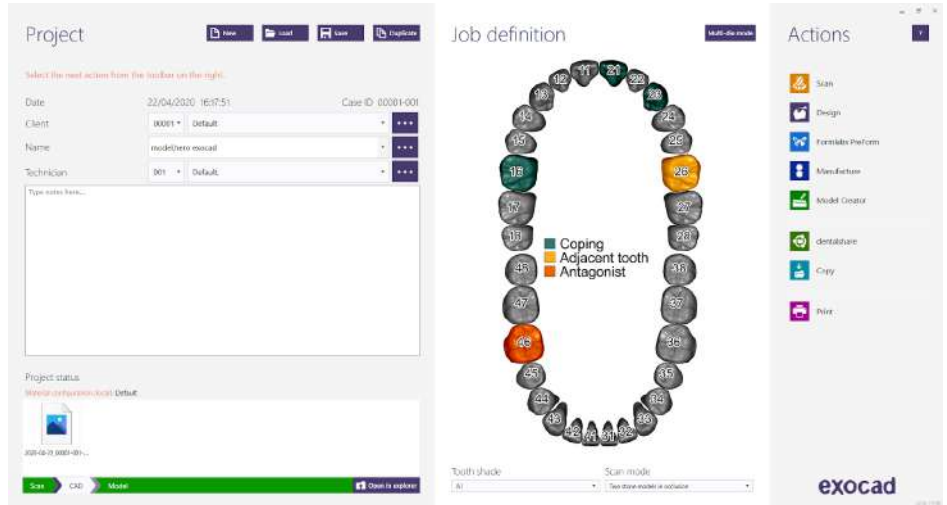 Project
New
Load
Save
Duplicate
Select the next action from the toolbar on the right.
Date 22/04/2020 16:17:51 Case ID 00001-001
Client 00001 Default
Name model/hero exocad
Technician 001 Default
Type notes here...
Project status
Default
Scan CAD Model Open in explorer
Job definition
Multi-die mode
11 21
12 22
13 23
14 24
15 25
16 26
17 27
18 28
Coping
Adjacent tooth
Antagonist
48 38
47 37
46 36
45 35
44 34
43 42 41 31 32 33
Tooth shade Scan mode
Two stone models in occlusion
Actions
?
Scan
Design
Formlabs PreForm
Manufacture
Model Creator
dentalshare
Copy
Print
exocad